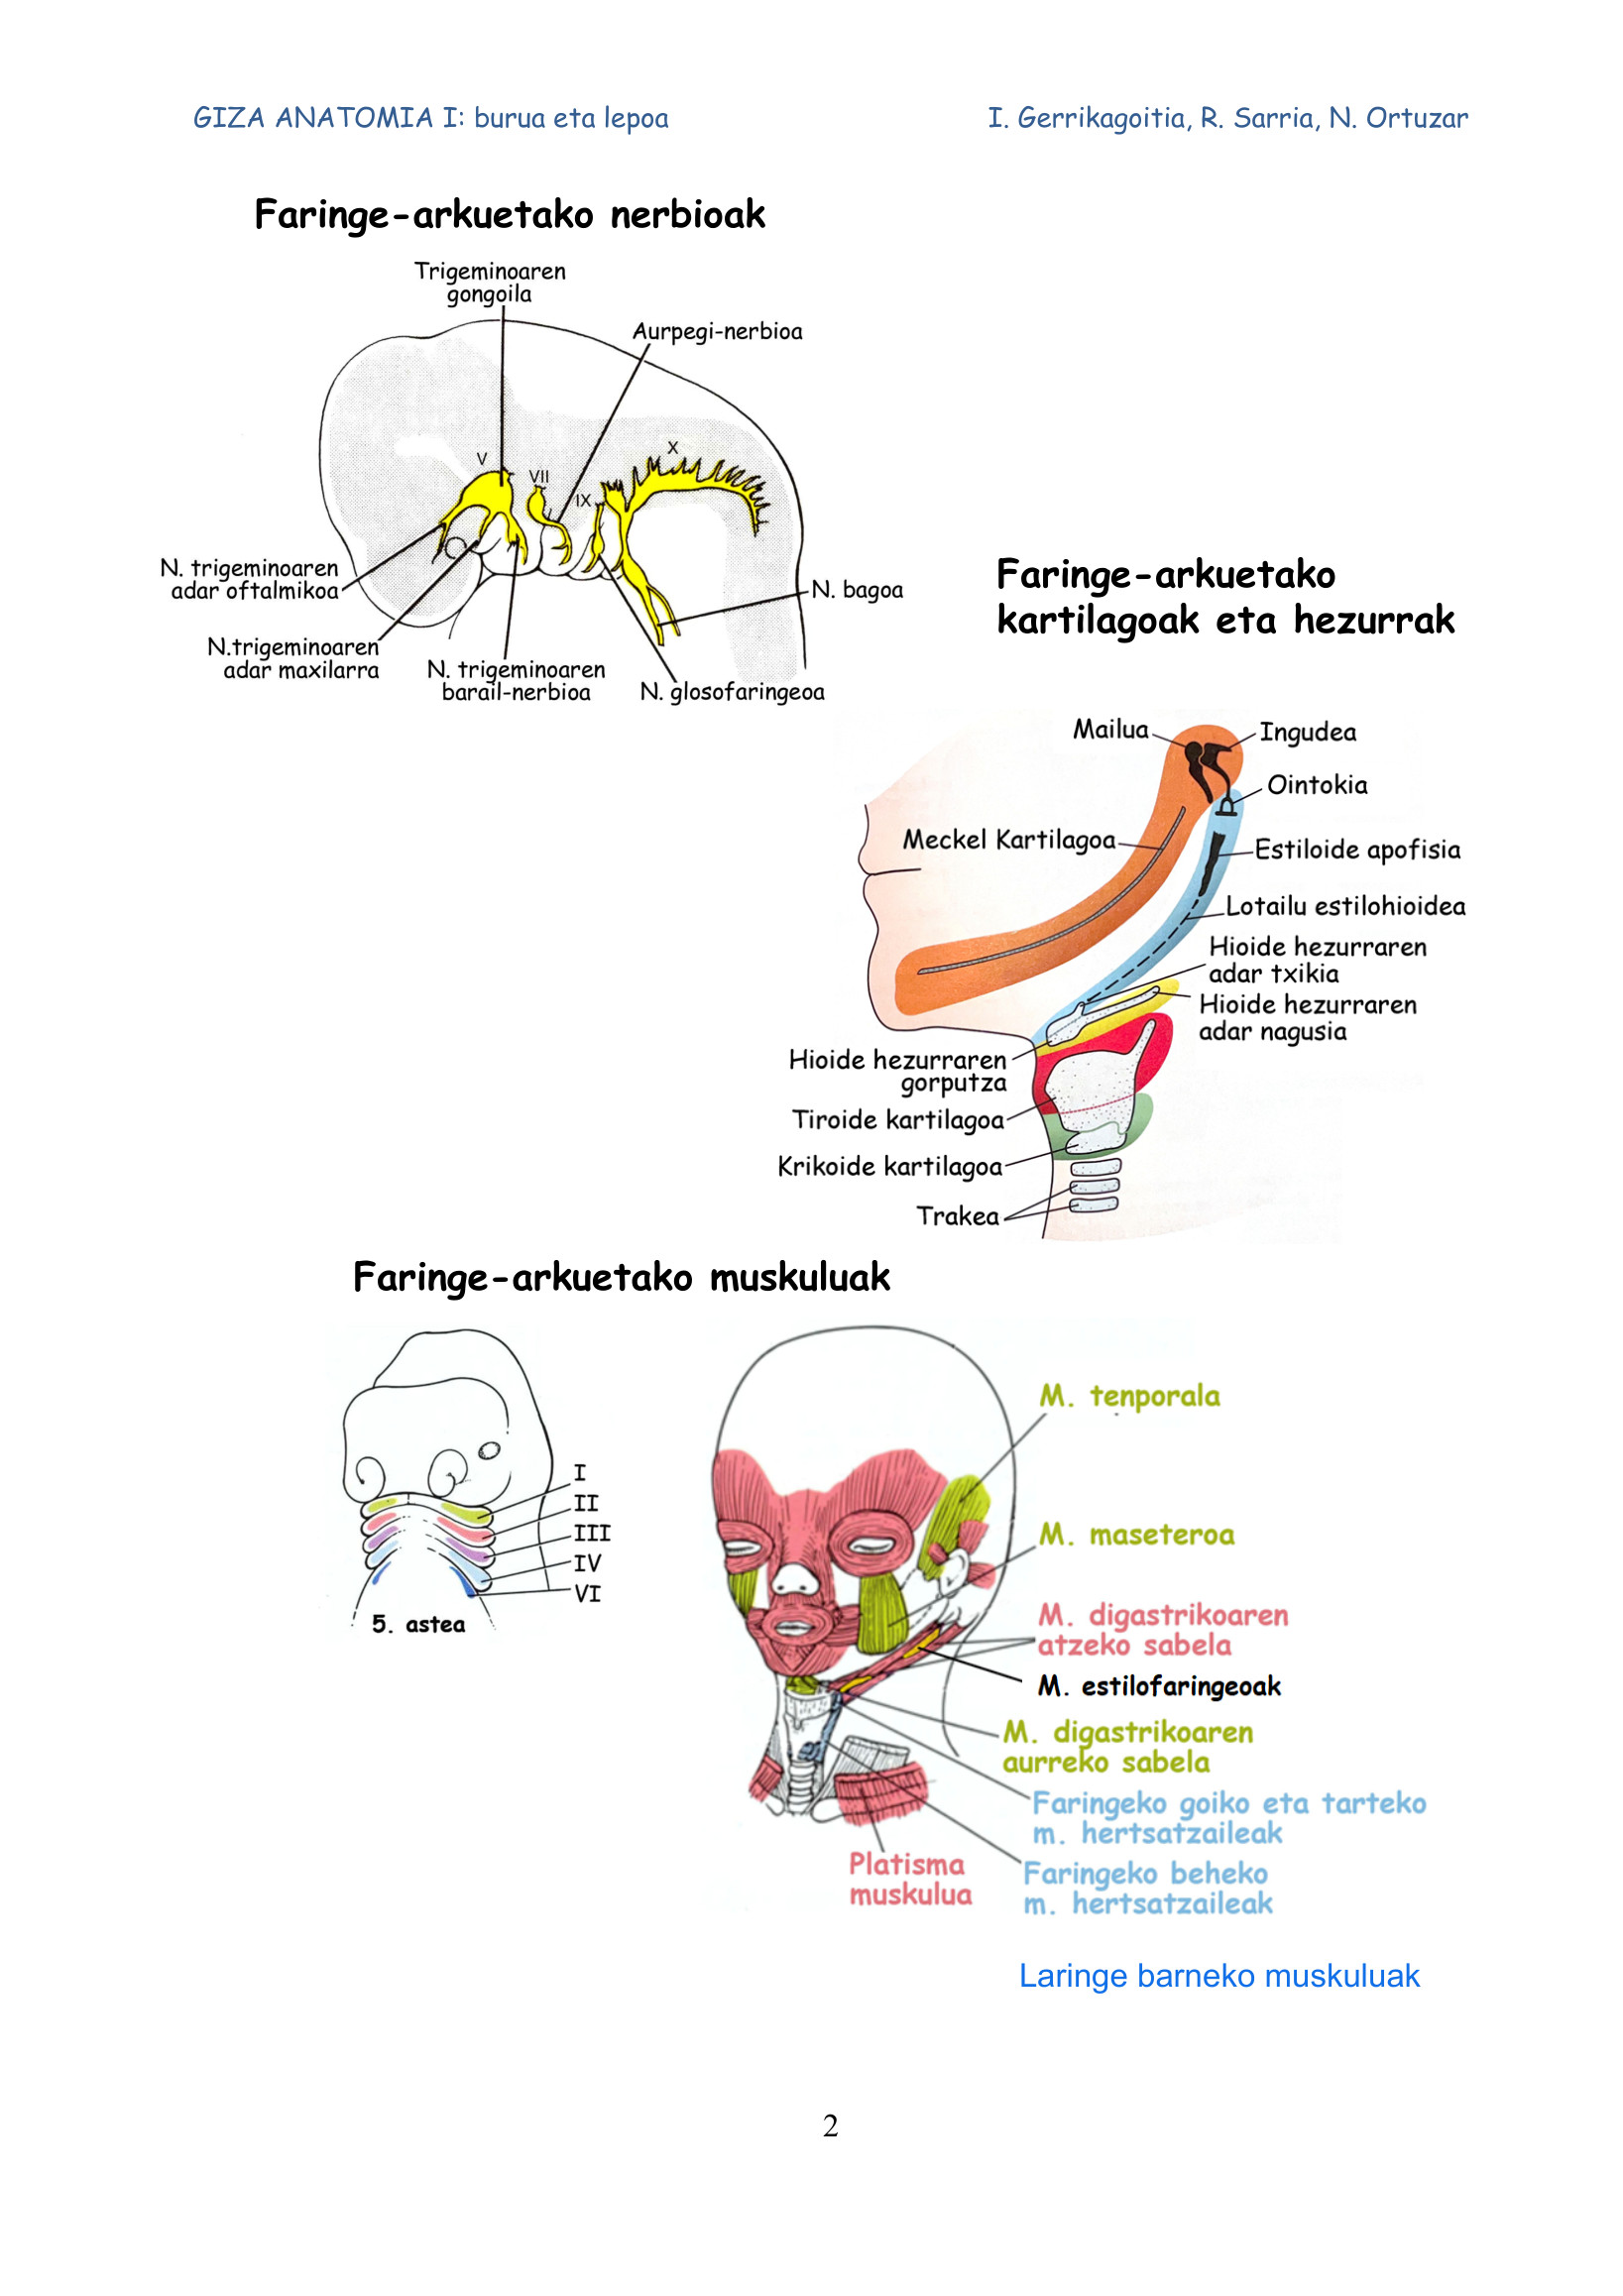 GIZA ANATOMIA I: burua eta lepoa
I. Gerrikagoitia, R. Sarria, N. Ortuzar
Faringe-arkuetako nerbioak
Trigeminoaren
gongoila
Aurpegi-nerbioa
V
VII
IX
X
N. trigeminoaren
adar oftalmikoa
N.trigeminoaren
adar maxilarra
N. trigeminoaren
barail-nerbioa
N. glosofaringeoa
N. bagoa
Faringe-arkuetako
kartilagoak eta hezurrak
Mailua
Ingudea
Ointokia
Meckel Kartilagoa
Estiloide apofisia
Lotailu estilohioidea
Hioide hezurraren
adar txikia
Hioide hezurraren
adar nagusia
Hioide hezurraren
gorputza
Tiroide kartilagoa
Krikoide kartilagoa
Trakea
Faringe-arkuetako muskuluak
I
II
III
IV
VI
5. astea
M. tenporala
M. maseteroa
M. digastrikoaren
atzeko sabela
M. estilofaringeoak
M. digastrikoaren
aurreko sabela
Faringeko goiko eta tarteko
m. hertsatzaileak
Faringeko beheko
m. hertsatzaileak
Platisma
muskulua
Laringe barneko muskuluak
2